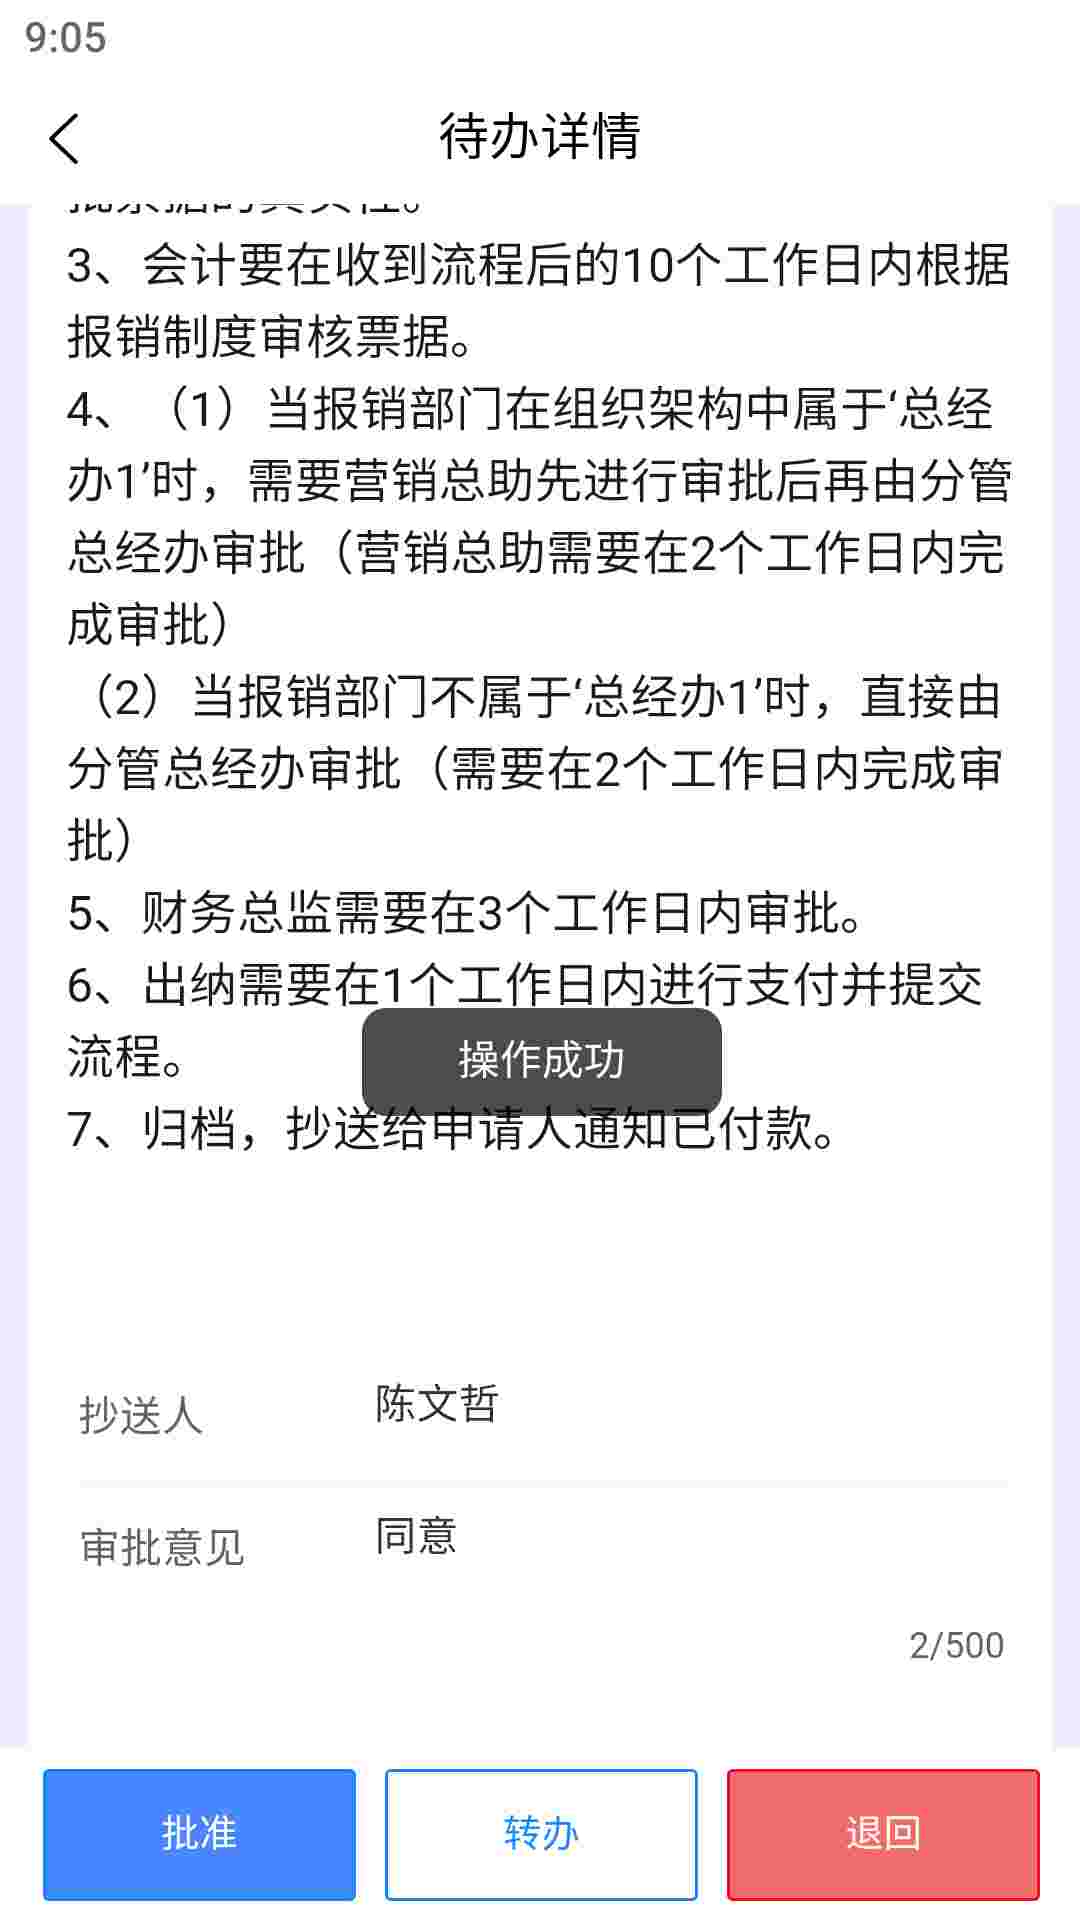 9:05
待办详情
3、会计要在收到流程后的10个工作日内根据
报销制度审核票据。
4、（1）当报销部门在组织架构中属于‘总经
办1’时，需要营销总助先进行审批后再由分管
总经办审批（营销总助需要在2个工作日内完
成审批）
（2）当报销部门不属于‘总经办1’时，直接由
分管总经办审批（需要在2个工作日内完成审
批）
5、财务总监需要在3个工作日内审批。
6、出纳需要在1个工作日内进行支付并提交
流程。
操作成功
7、归档，抄送给申请人通知已付款。
抄送人
陈文哲
审批意见
同意
2/500
批准
转办
退回